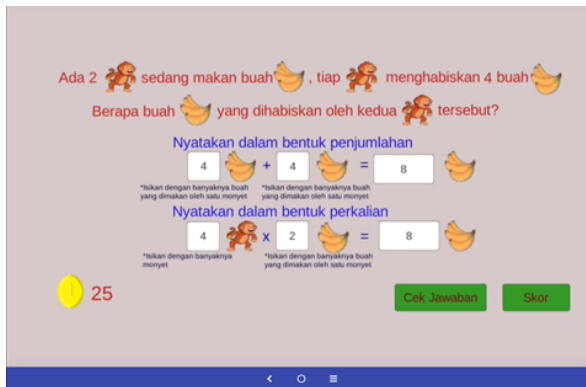 Ada 2 sedang makan buah , tiap menghabiskan 4 buah
Berapa buah yang dihabiskan oleh kedua tersebut?
Nyatakan dalam bentuk penjumlahan
4 + 4 = 8
*Isikan dengan banyaknya buah yang dimakan oleh satu monyet
*Isikan dengan banyaknya buah yang dimakan oleh satu monyet
Nyatakan dalam bentuk perkalian
4 x 2 = 8
*Isikan dengan banyaknya monyet
*Isikan dengan banyaknya buah yang dimakan oleh satu monyet
1 25
Cek Jawaban
Skor